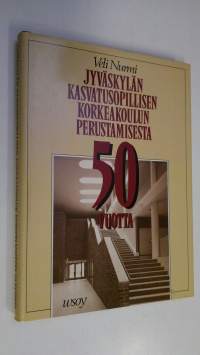 Veli Nurmi
JYVÄSKYLÄN
KASVATUSOPILLISEN
KORKEAKOULUN
PERUSTAMISESTA
50
VUOTTA
wsoy